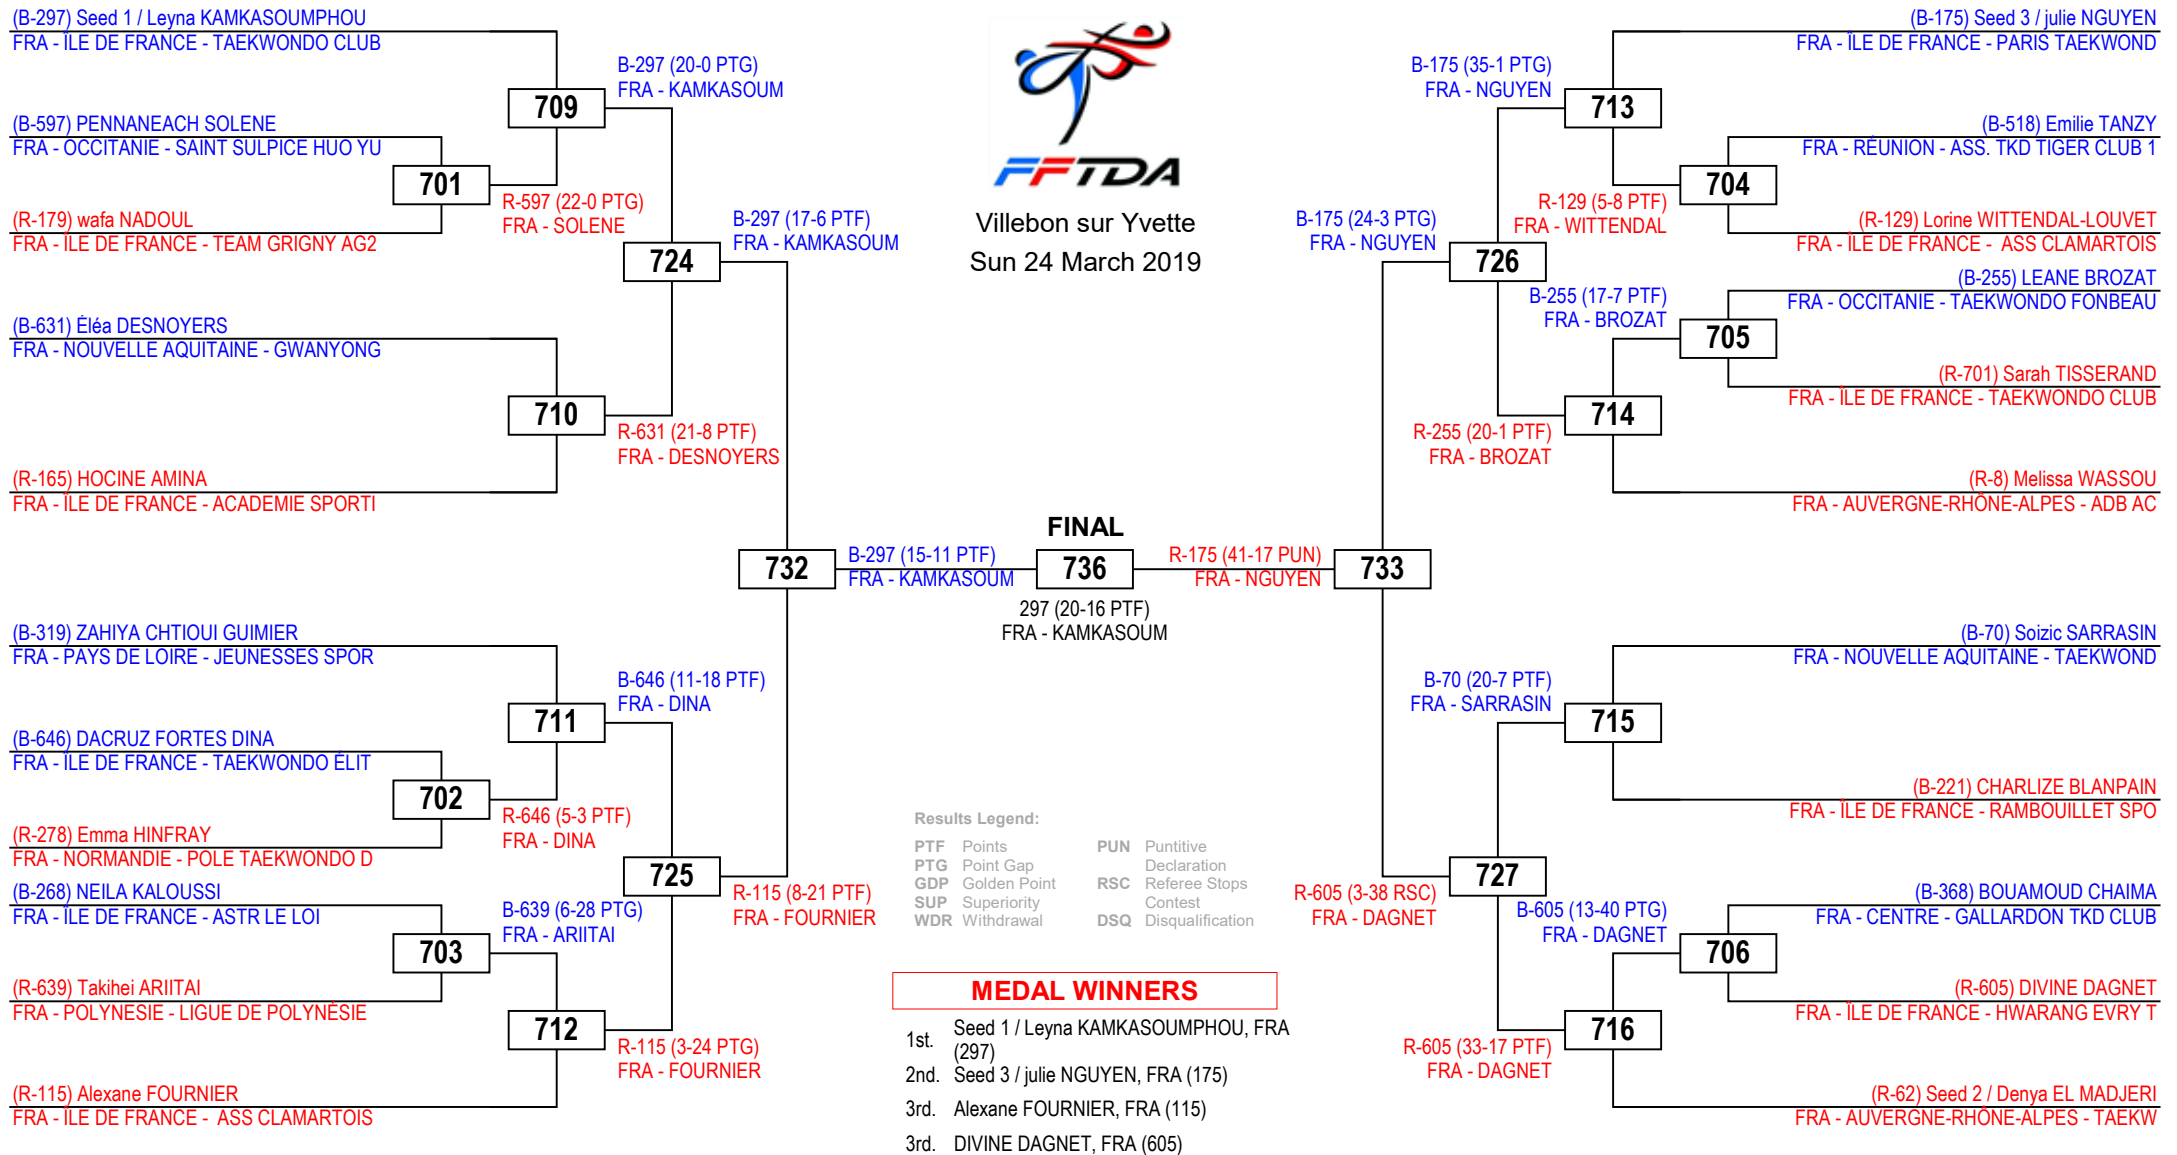 (B-297) Seed 1 / Leyna KAMKASOUMPHOU
FRA - ÎLE DE FRANCE - TAEKWONDO CLUB
(B-597) PENNANEACH SOLENE
FRA - OCCITANIE - SAINT SULPICE HUO YU
(R-179) wafa NADOUL
FRA - ÎLE DE FRANCE - TEAM GRIGNY AG2
(B-631) Éléa DESNOYERS
FRA - NOUVELLE AQUITAINE - GWANYONG
(R-165) HOCINE AMINA
FRA - ÎLE DE FRANCE - ACADEMIE SPORTI
(B-319) ZAHIYA CHTIOUI GUIMIER
FRA - PAYS DE LOIRE - JEUNESSES SPOR
(B-646) DACRUZ FORTES DINA
FRA - ÎLE DE FRANCE - TAEKWONDO ÉLIT
(R-278) Emma HINFRAY
FRA - NORMANDIE - POLE TAEKWONDO D
(B-268) NEILA KALOUSSI
FRA - ÎLE DE FRANCE - ASTR LE LOI
(R-639) Takihei ARIITAI
FRA - POLYNESIE - LIGUE DE POLYNÉSIE
(R-115) Alexane FOURNIER
FRA - ÎLE DE FRANCE - ASS CLAMARTOIS
701
R-597 (22-0 PTG)
FRA - SOLENE
702
R-646 (5-3 PTF)
FRA - DINA
703
B-639 (6-28 PTG)
FRA - ARIITAI
709
B-297 (20-0 PTG)
FRA - KAMKASOUM
710
R-631 (21-8 PTF)
FRA - DESNOYERS
711
B-646 (11-18 PTF)
FRA - DINA
712
R-115 (3-24 PTG)
FRA - FOURNIER
724
B-297 (17-6 PTF)
FRA - KAMKASOUM
725
R-115 (8-21 PTF)
FRA - FOURNIER
732
B-297 (15-11 PTF)
FRA - KAMKASOUM
FFTDA
Villebon sur Yvette
Sun 24 March 2019
FINAL
736
297 (20-16 PTF)
FRA - KAMKASOUM
R-175 (41-17 PUN)
FRA - NGUYEN
733
B-175 (24-3 PTG)
FRA - NGUYEN
726
R-605 (3-38 RSC)
FRA - DAGNET
727
B-175 (35-1 PTG)
FRA - NGUYEN
713
R-255 (20-1 PTF)
FRA - BROZAT
714
B-70 (20-7 PTF)
FRA - SARRASIN
715
R-605 (33-17 PTF)
FRA - DAGNET
716
R-129 (5-8 PTF)
FRA - WITTENDAL
704
B-255 (17-7 PTF)
FRA - BROZAT
705
B-605 (13-40 PTG)
FRA - DAGNET
706
(B-175) Seed 3 / julie NGUYEN
FRA - ÎLE DE FRANCE - PARIS TAEKWOND
(B-518) Emilie TANZY
FRA - RÉUNION - ASS. TKD TIGER CLUB 1
(R-129) Lorine WITTENDAL-LOUVET
FRA - ÎLE DE FRANCE - ASS CLAMARTOIS
(B-255) LEANE BROZAT
FRA - OCCITANIE - TAEKWONDO FONBEAU
(R-701) Sarah TISSERAND
FRA - ÎLE DE FRANCE - TAEKWONDO CLUB
(R-8) Melissa WASSOU
FRA - AUVERGNE-RHÔNE-ALPES - ADB AC
(B-70) Soizic SARRASIN
FRA - NOUVELLE AQUITAINE - TAEKWOND
(B-221) CHARLIZE BLANPAIN
FRA - ÎLE DE FRANCE - RAMBOUILLET SPO
(B-368) BOUAMOUD CHAIMA
FRA - CENTRE - GALLARDON TKD CLUB
(R-605) DIVINE DAGNET
FRA - ÎLE DE FRANCE - HWARANG EVRY T
(R-62) Seed 2 / Denya EL MADJERI
FRA - AUVERGNE-RHÔNE-ALPES - TAEKW
Results Legend:
PTF Points
PTG Point Gap
GDP Golden Point
SUP Superiority
WDR Withdrawal
PUN Puntitive
Declaration
RSC Referee Stops
Contest
DSQ Disqualification
MEDAL WINNERS
1st. Seed 1 / Leyna KAMKASOUMPHOU, FRA
(297)
2nd. Seed 3 / julie NGUYEN, FRA (175)
3rd. Alexane FOURNIER, FRA (115)
3rd. DIVINE DAGNET, FRA (605)